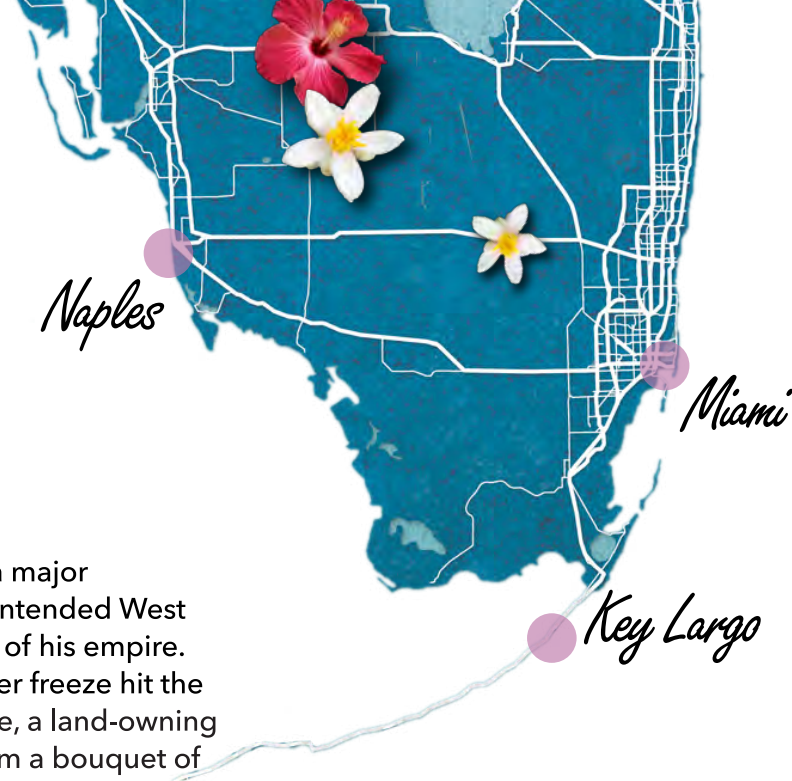 Naples
Miami
Key Largo
major
ntended West
of his empire.
er freeze hit the
e, a land-owning
m a bouquet of